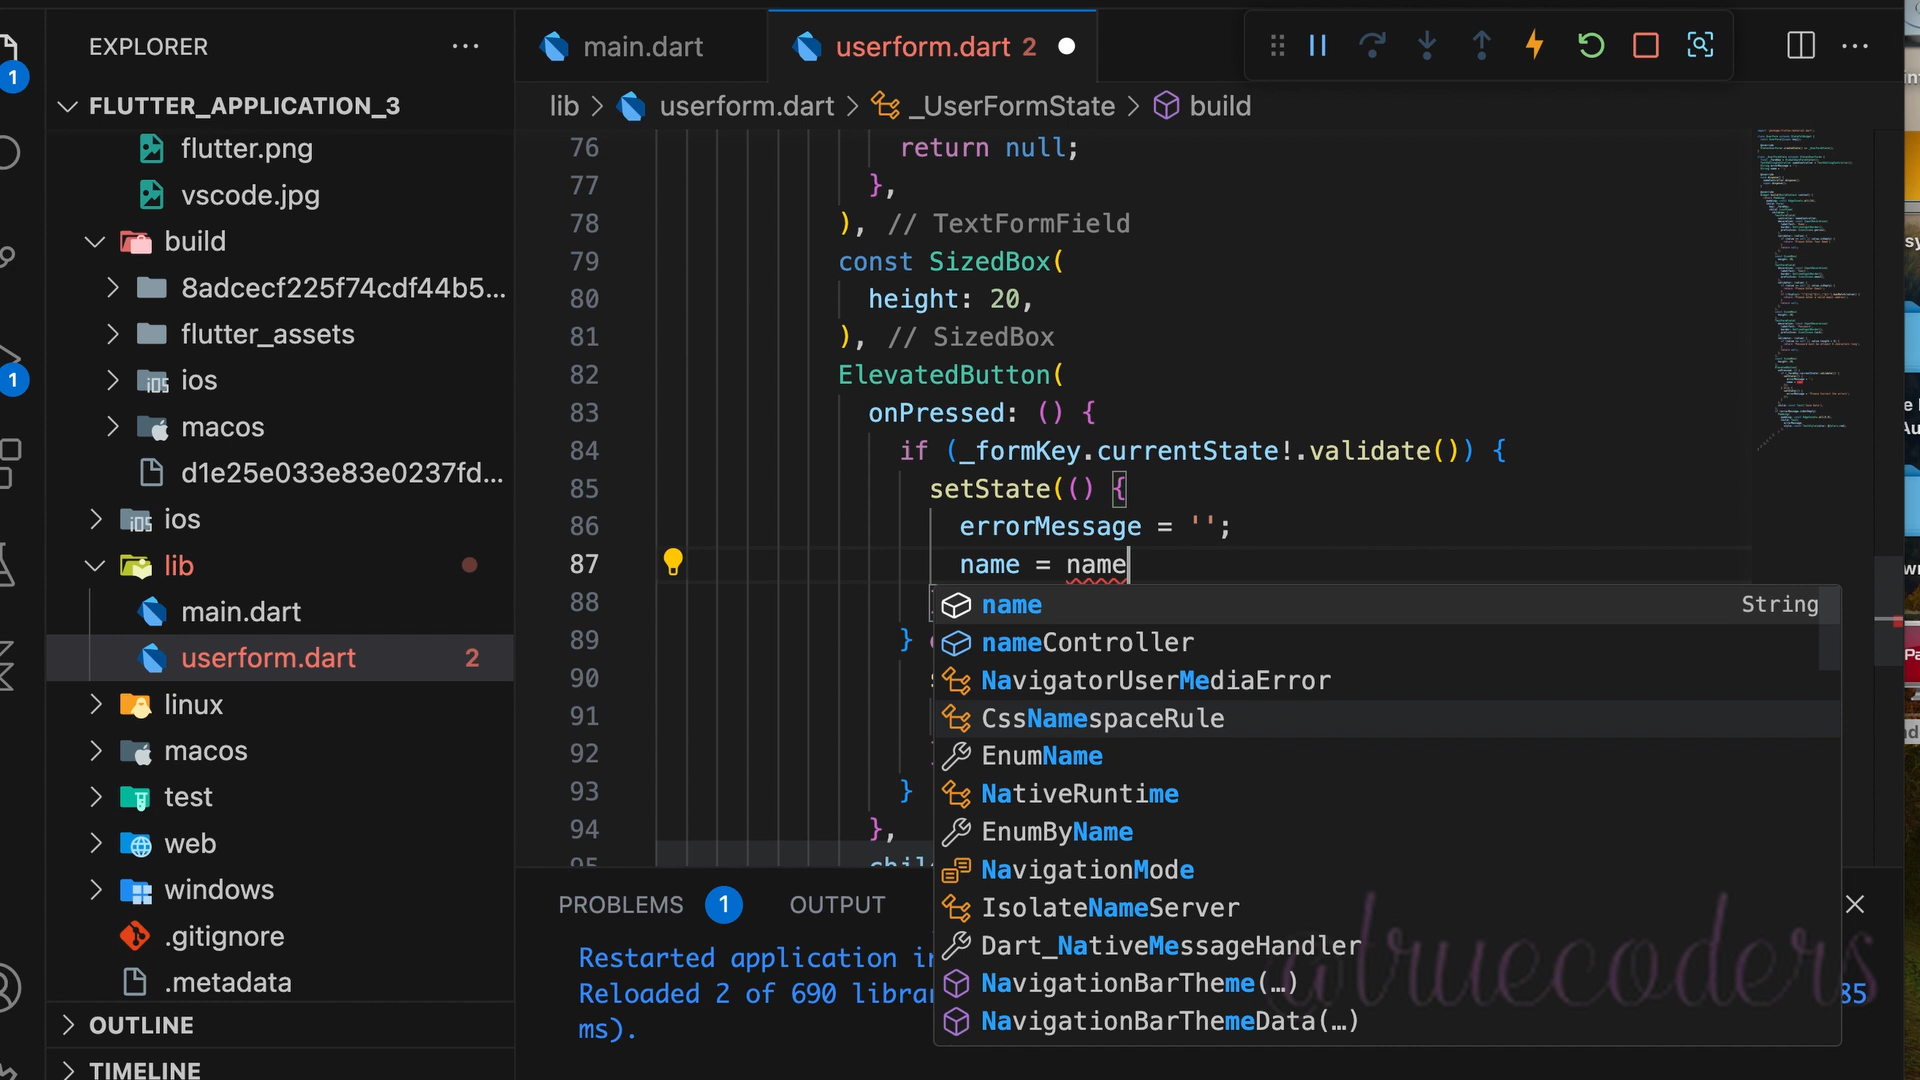 EXPLORER
main.dart
userform.dart 2
FLUTTER_APPLICATION_3
lib > userform.dart > _UserFormState > build
flutter.png
vscode.jpg
build
8adcecf225f74cdf44b5...
flutter_assets
ios
macos
d1e25e033e83e0237fd...
ios
lib
main.dart
userform.dart 2
linux
macos
test
web
windows
.gitignore
.metadata
OUTLINE
TIMELINE
1
1
76 return null;
77 },
78 ), // TextFormField
79 const SizedBox(
80 height: 20,
81 ), // SizedBox
82 ElevatedButton(
83 onPressed: () {
84 if (_formKey.currentState!.validate()) {
85 setState(() {
86 errorMessage = '';
87 name = name
88
89 }
90
91
92
93 }
94 },
95
name String
nameController
NavigatorUserMediaError
CssNamespaceRule
EnumName
NativeRuntime
EnumByName
NavigationMode
IsolateNameServer
Dart_NativeMessageHandler
NavigationBarTheme(…)
NavigationBarThemeData(…)
PROBLEMS 1 OUTPUT
Restarted application
Reloaded 2 of 690
ms).
85
@truecoders